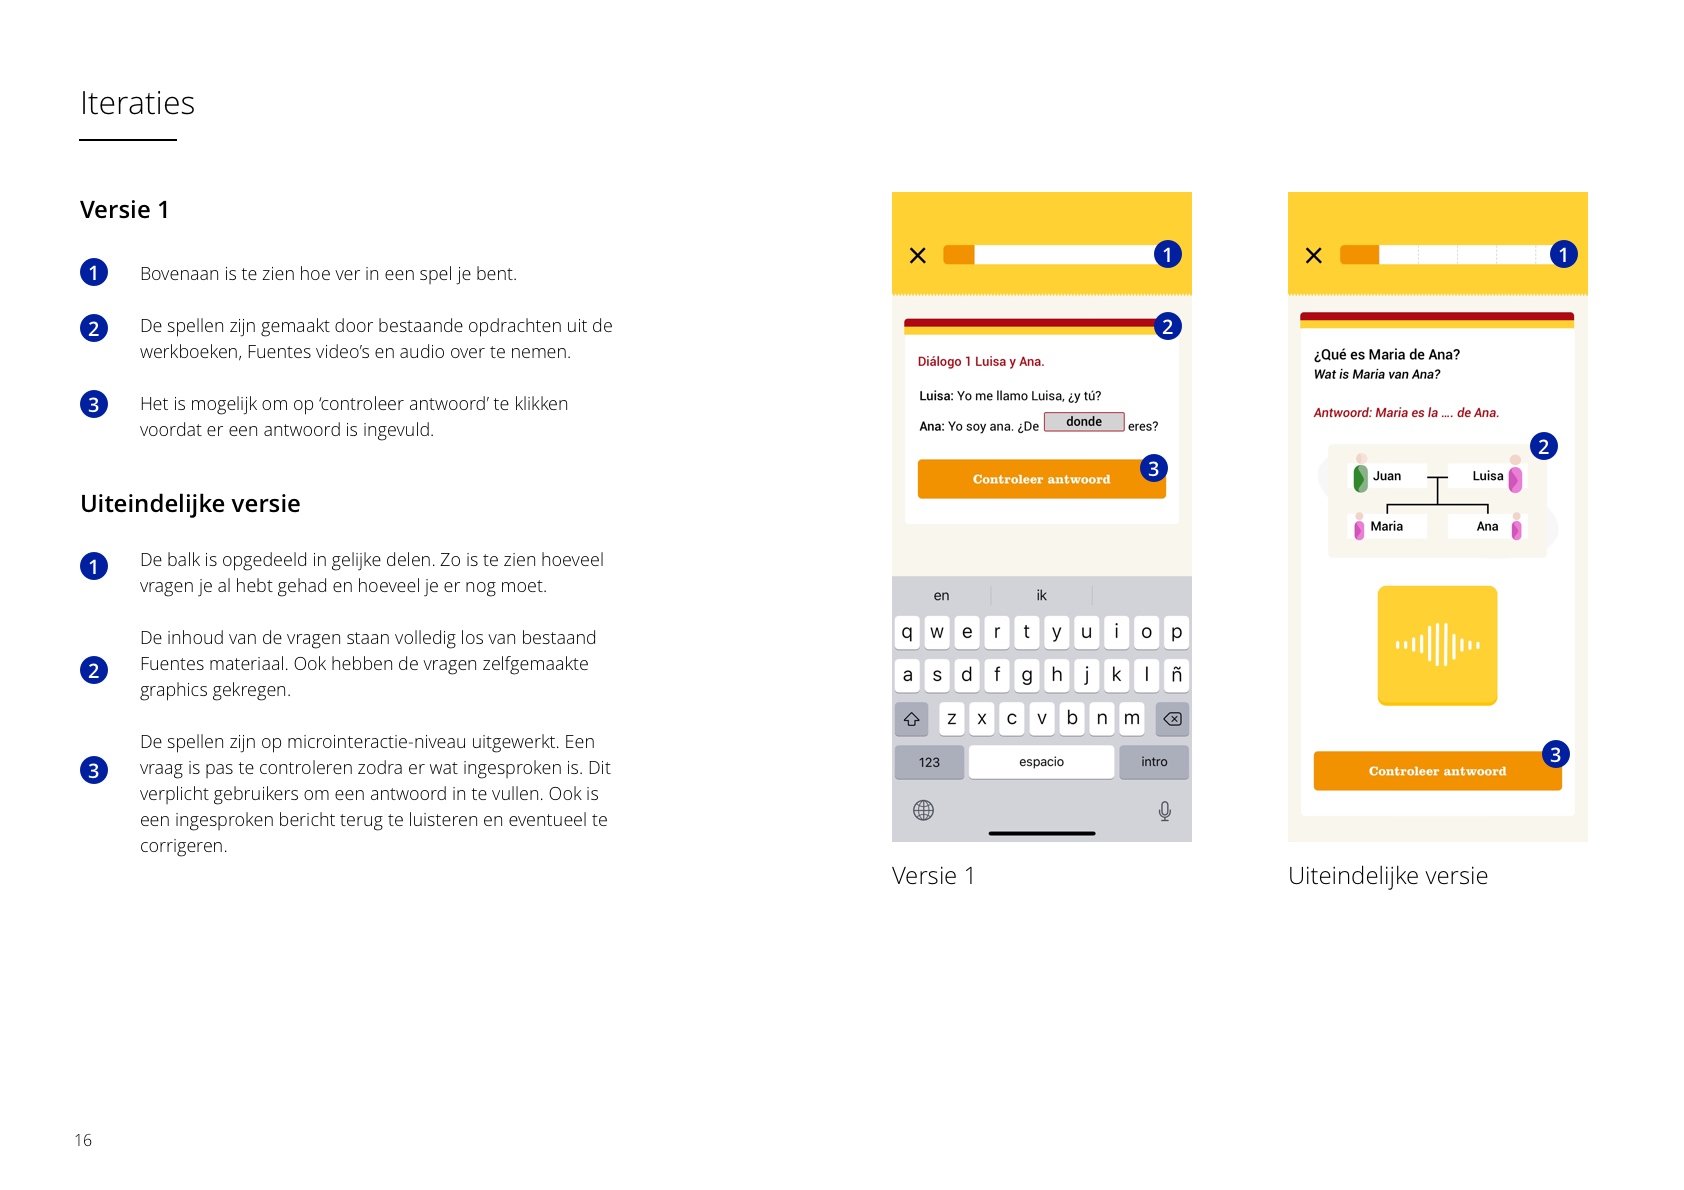 Iteraties
Versie 1
1 Bovenaan is te zien hoe ver in een spel je bent.
2 De spellen zijn gemaakt door bestaande opdrachten uit de
werkboeken, Fuentes video’s en audio over te nemen.
3 Het is mogelijk om op ‘controleer antwoord’ te klikken
voordat er een antwoord is ingevuld.
Uiteindelijke versie
1 De balk is opgedeeld in gelijke delen. Zo is te zien hoeveel
vragen je al hebt gehad en hoeveel je er nog moet.
2 De inhoud van de vragen staan volledig los van bestaand
Fuentes materiaal. Ook hebben de vragen zelfgemaakte
graphics gekregen.
3 De spellen zijn op microinteractie-niveau uitgewerkt. Een
vraag is pas te controleren zodra er wat ingesproken is. Dit
verplicht gebruikers om een antwoord in te vullen. Ook is
een ingesproken bericht terug te luisteren en eventueel te
corrigeren.
1
2
Diálogo 1 Luisa y Ana.
Luisa: Yo me llamo Luisa, ¿y tú?
Ana: Yo soy ana. ¿De donde eres?
3
Controleer antwoord
en ik
q w e r t y u i o p
a s d f g h j k l ñ
z x c v b n m
123 espacio intro
Versie 1
1
¿Qué es Maria de Ana?
Wat is Maria van Ana?
Antwoord: Maria es la .... de Ana.
2
Juan Luisa
Maria Ana
3
Controleer antwoord
Uiteindelijke versie
16